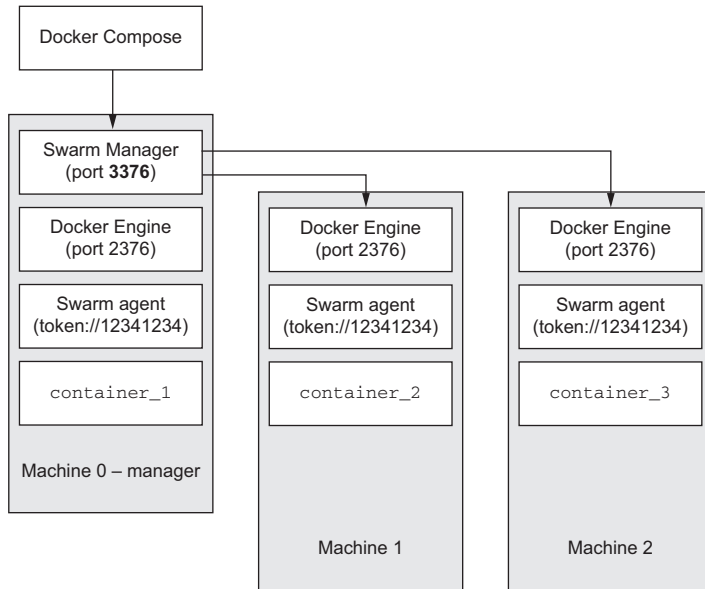 Docker Compose
Swarm Manager
(port 3376)
Docker Engine
(port 2376)
Swarm agent
(token://12341234)
container_1
Machine 0 – manager
Docker Engine
(port 2376)
Swarm agent
(token://12341234)
container_2
Machine 1
Docker Engine
(port 2376)
Swarm agent
(token://12341234)
container_3
Machine 2